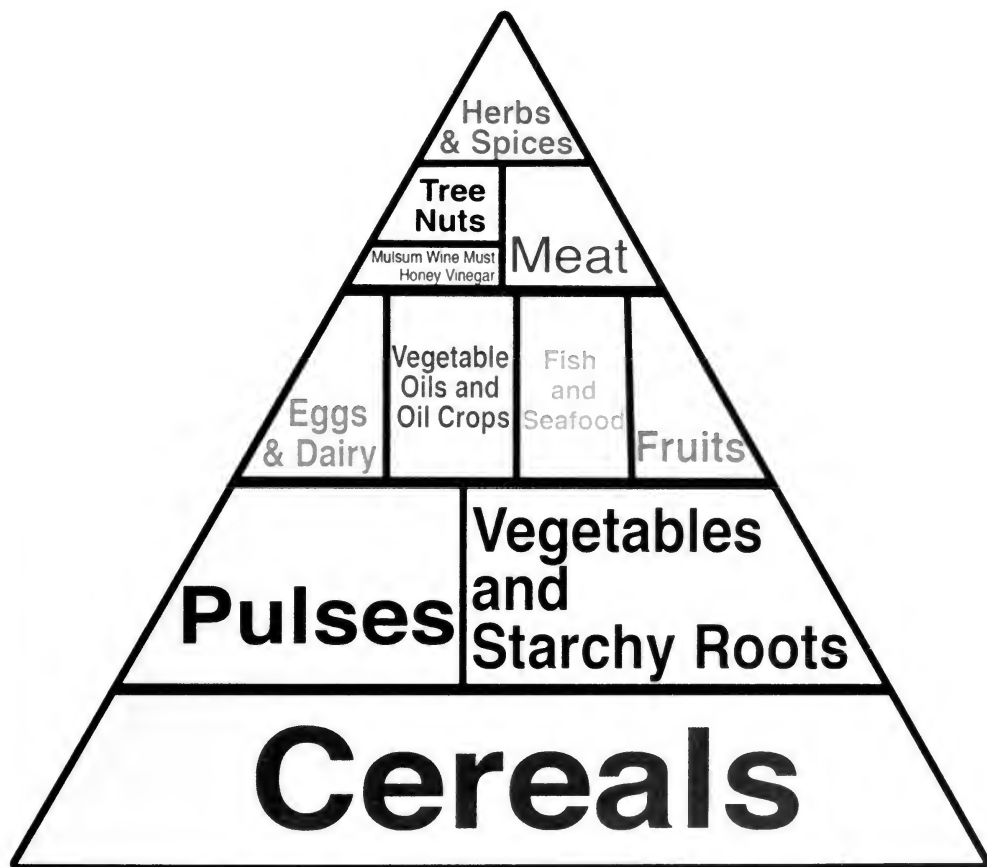 Herbs
& Spices
Tree
Nuts
Mulsum Wine Must
Honey Vinegar
Meat
Eggs
& Dairy
Vegetable
Oils and
Oil Crops
Fish
and
Seafood
Fruits
Pulses
Vegetables
and
Starchy Roots
Cereals